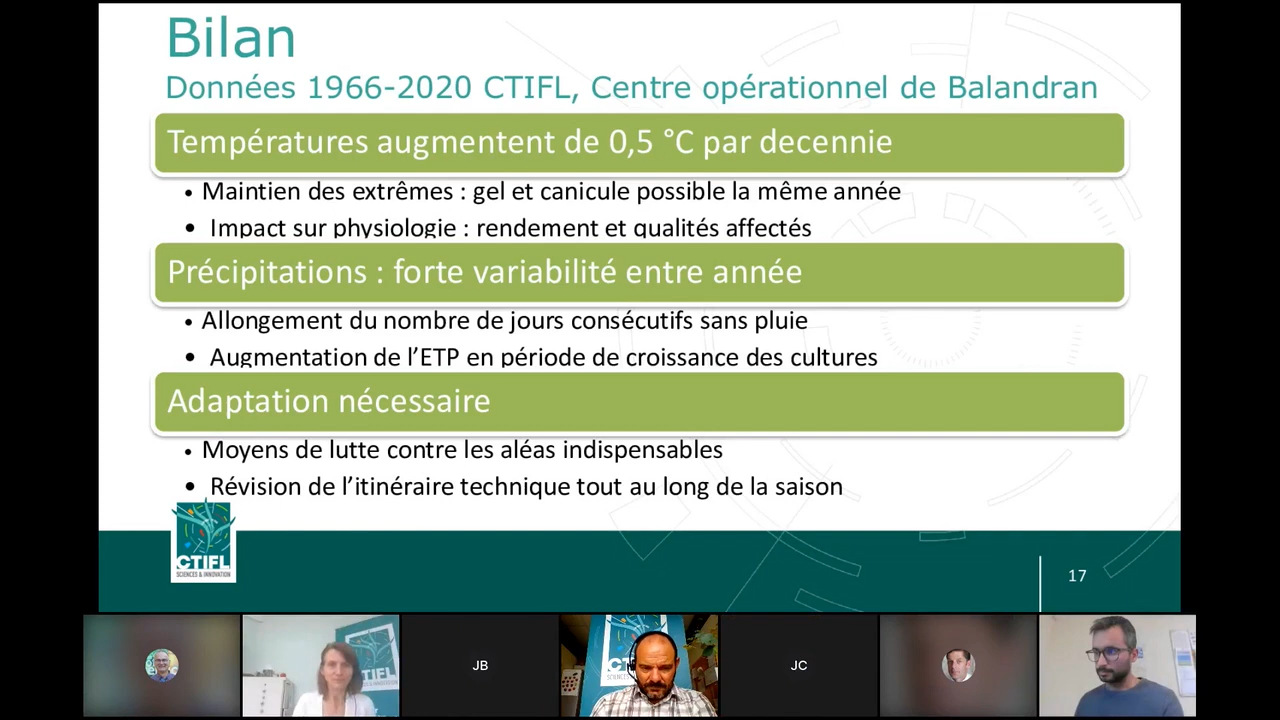 Bilan
Données 1966-2020 CTIFL, Centre opérationnel de Balandran
Températures augmentent de 0,5 °C par decennie
• Maintien des extrêmes : gel et canicule possible la même année
• Impact sur physiologie : rendement et qualités affectés
Précipitations : forte variabilité entre année
• Allongement du nombre de jours consécutifs sans pluie
• Augmentation de l’ETP en période de croissance des cultures
Adaptation nécessaire
• Moyens de lutte contre les aléas indispensables
• Révision de l’itinéraire technique tout au long de la saison
CTIFL
SCIENCES & INNOVATION
17
CTIFL
JB
JC